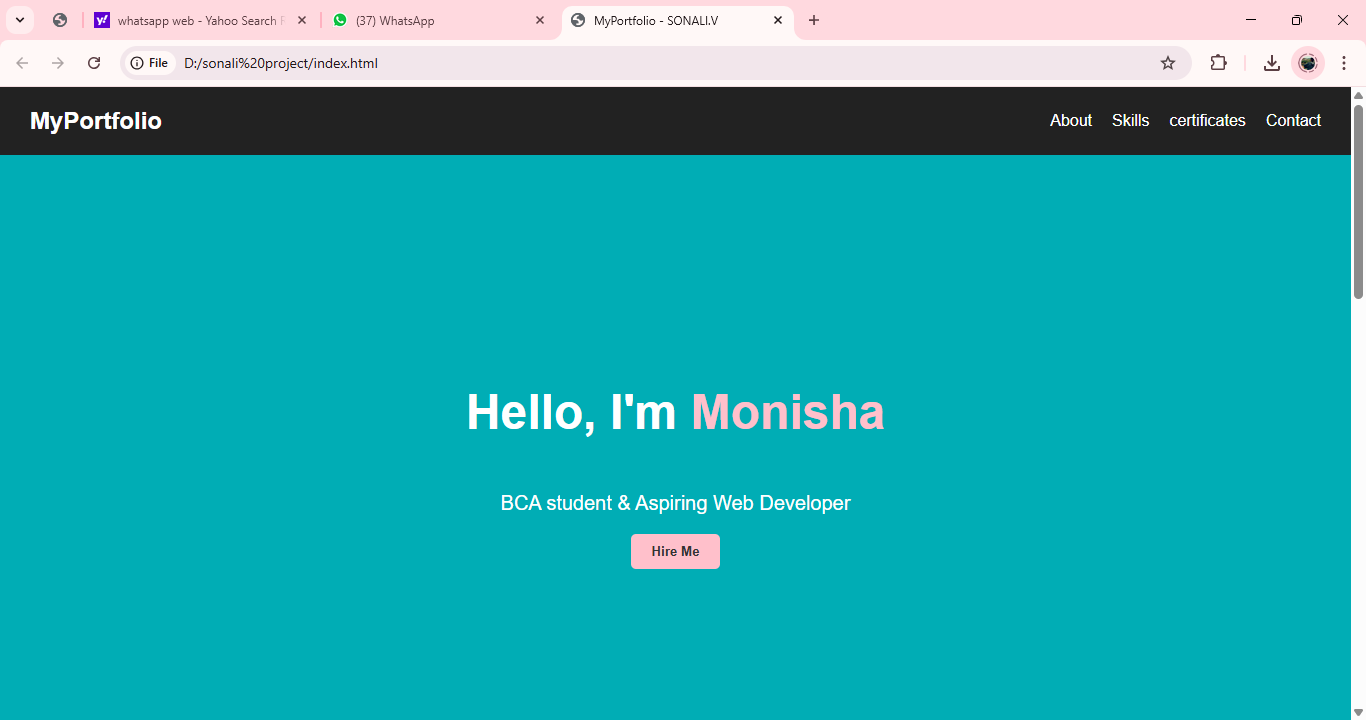 whatsapp web - Yahoo Search
(37) WhatsApp
MyPortfolio - SONALI.V
File
D:/sonali%20project/index.html
MyPortfolio
About Skills certificates Contact
Hello, I'm Monisha
BCA student & Aspiring Web Developer
Hire Me